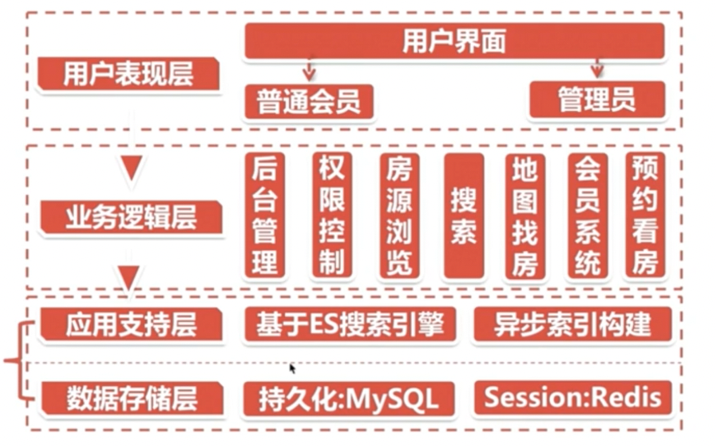 用户界面
用户表现层
普通会员
管理员
业务逻辑层
后台管理
权限控制
房源浏览
搜索
地图找房
会员系统
预约看房
应用支持层
基于ES搜索引擎
异步索引构建
数据存储层
持久化:MySQL
Session:Redis